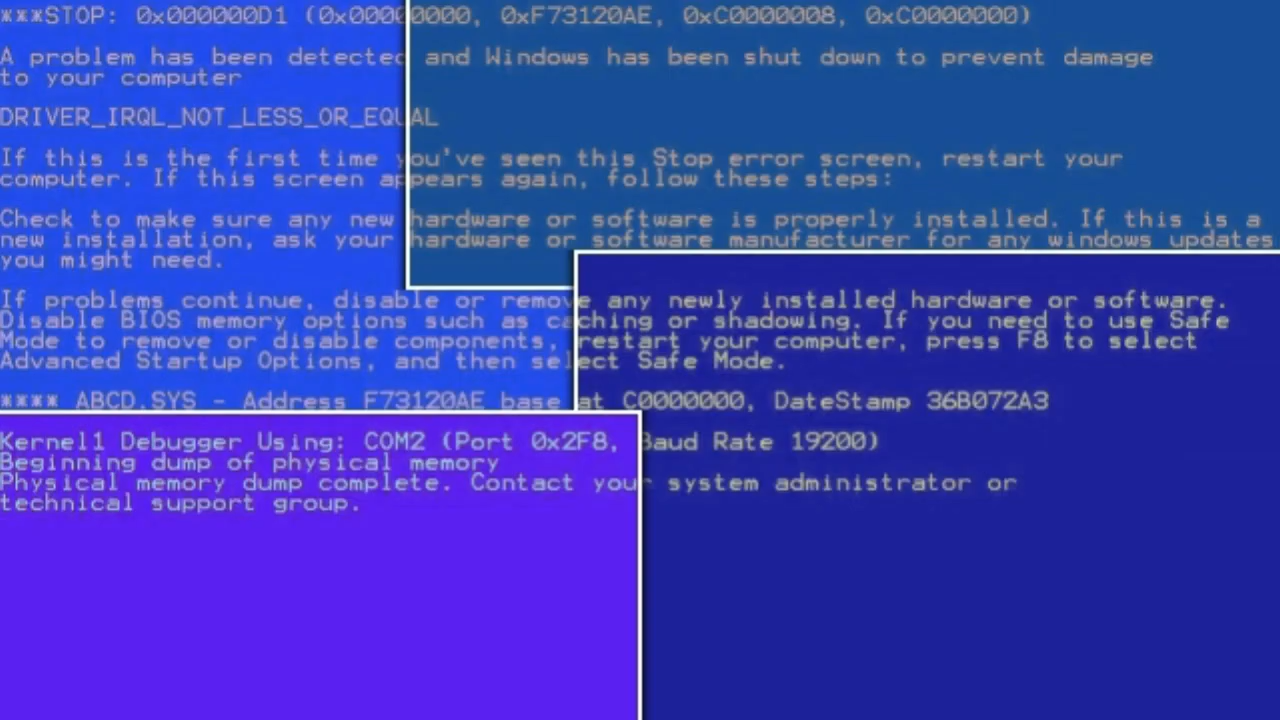 ***STOP: 0x000000D1 (0x00000000, 0xF73120AE, 0xC0000008, 0xC0000000)
A problem has been detected and Windows has been shut down to prevent damage
to your computer
DRIVER_IRQL_NOT_LESS_OR_EQUAL
If this is the first time you've seen this Stop error screen, restart your
computer. If this screen appears again, follow these steps:
Check to make sure any new hardware or software is properly installed. If this is a
new installation, ask your hardware or software manufacturer for any windows updates
you might need.
If problems continue, disable or remove any newly installed hardware or software.
Disable BIOS memory options such as caching or shadowing. If you need to use Safe
Mode to remove or disable components, restart your computer, press F8 to select
Advanced Startup Options, and then select Safe Mode.
**** ABCD.SYS - Address F73120AE base at C0000000, DateStamp 36B072A3
Kernel1 Debugger Using: COM2 (Port 0x2F8, Baud Rate 19200)
Beginning dump of physical memory
Physical memory dump complete. Contact your system administrator or
technical support group.